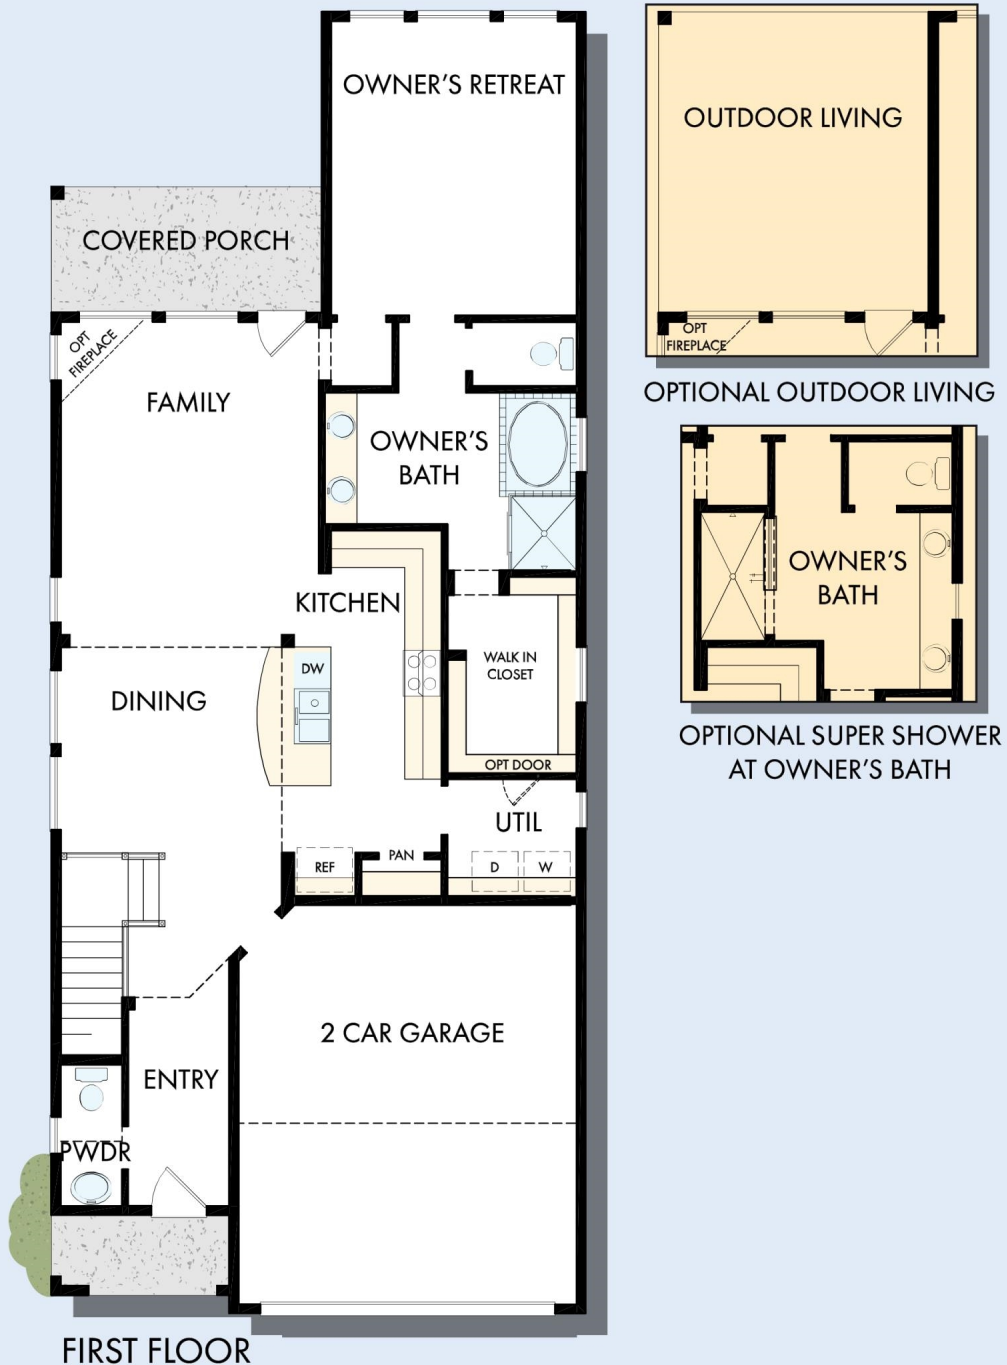 OWNER'S RETREAT
COVERED PORCH
OPT
FIREPLACE
FAMILY
OWNER'S
BATH
KITCHEN
WALK IN
CLOSET
DW
DINING
OPT DOOR
UTIL
REF
PAN
D
W
2 CAR GARAGE
ENTRY
PWDR
FIRST FLOOR
OUTDOOR LIVING
OPT
FIREPLACE
OPTIONAL OUTDOOR LIVING
OWNER'S
BATH
OPTIONAL SUPER SHOWER
AT OWNER'S BATH